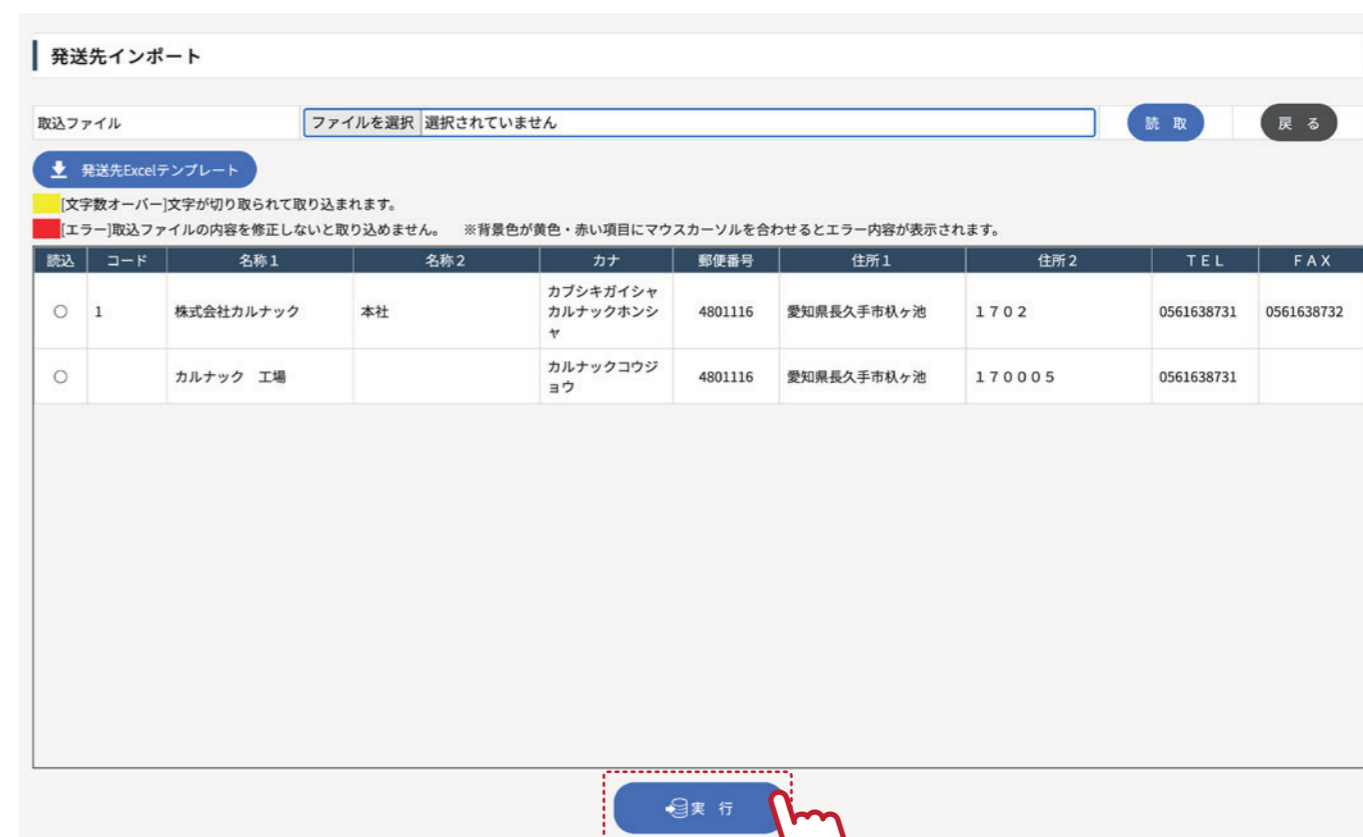 発送先インポート
取込ファイル ファイルを選択 選択されていません 読 取 戻 る
発送先Excelテンプレート
[文字数オーバー]文字が切り取られて取り込まれます。
[エラー]取込ファイルの内容を修正しないと取り込めません。 ※背景色が黄色・赤い項目にマウスカーソルを合わせるとエラー内容が表示されます。
読込 コード 名称１ 名称２ カナ 郵便番号 住所１ 住所２ ＴＥＬ ＦＡＸ
○ 1 株式会社カルナック 本社 カブシキガイシャ
カルナックホンシ
ャ 4801116 愛知県長久手市杁ヶ池 １７０２ 0561638731 0561638732
○ カルナック　工場 カルナックコウジ
ョウ 4801116 愛知県長久手市杁ヶ池 １７０００５ 0561638731
実 行